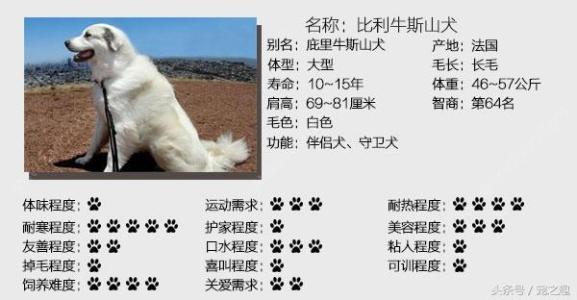 名称：比利牛斯山犬
别名：庇里牛斯山犬 产地：法国
体型：大型 毛长：长毛
寿命：10~15年 体重：46~57公斤
肩高：69~81厘米 智商：第64名
毛色：白色
功能：伴侣犬、守卫犬
体味程度： 运动需求： 耐热程度：
耐寒程度： 护家程度： 美容程度：
友善程度： 口水程度： 粘人程度：
掉毛程度： 喜叫程度： 可训程度：
饲养难度： 关爱需求：
头条号／宠之趣